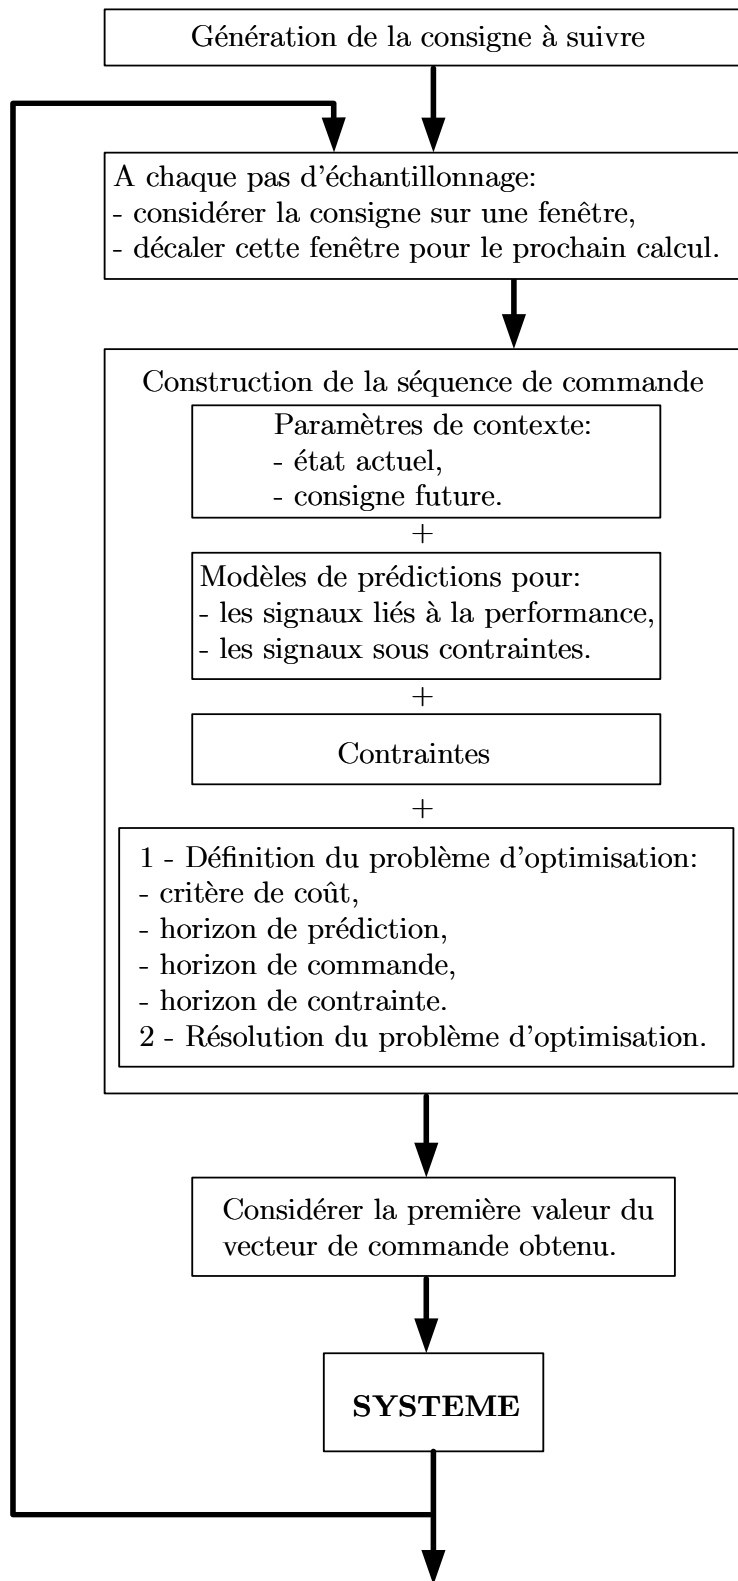 Génération de la consigne à suivre
A chaque pas d'échantillonnage:
- considérer la consigne sur une fenêtre,
- décaler cette fenêtre pour le prochain calcul.
Construction de la séquence de commande
Paramètres de contexte:
- état actuel,
- consigne future.
+
Modèles de prédictions pour:
- les signaux liés à la performance,
- les signaux sous contraintes.
+
Contraintes
+
1 - Définition du problème d'optimisation:
- critère de coût,
- horizon de prédiction,
- horizon de commande,
- horizon de contrainte.
2 - Résolution du problème d'optimisation.
Considérer la première valeur du
vecteur de commande obtenu.
SYSTEME